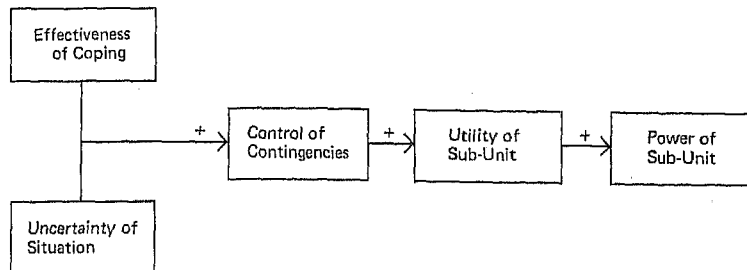 Effectiveness
of Coping
+
Control of
Contingencies
+
Utility of
Sub-Unit
+
Power of
Sub-Unit
Uncertainty of
Situation